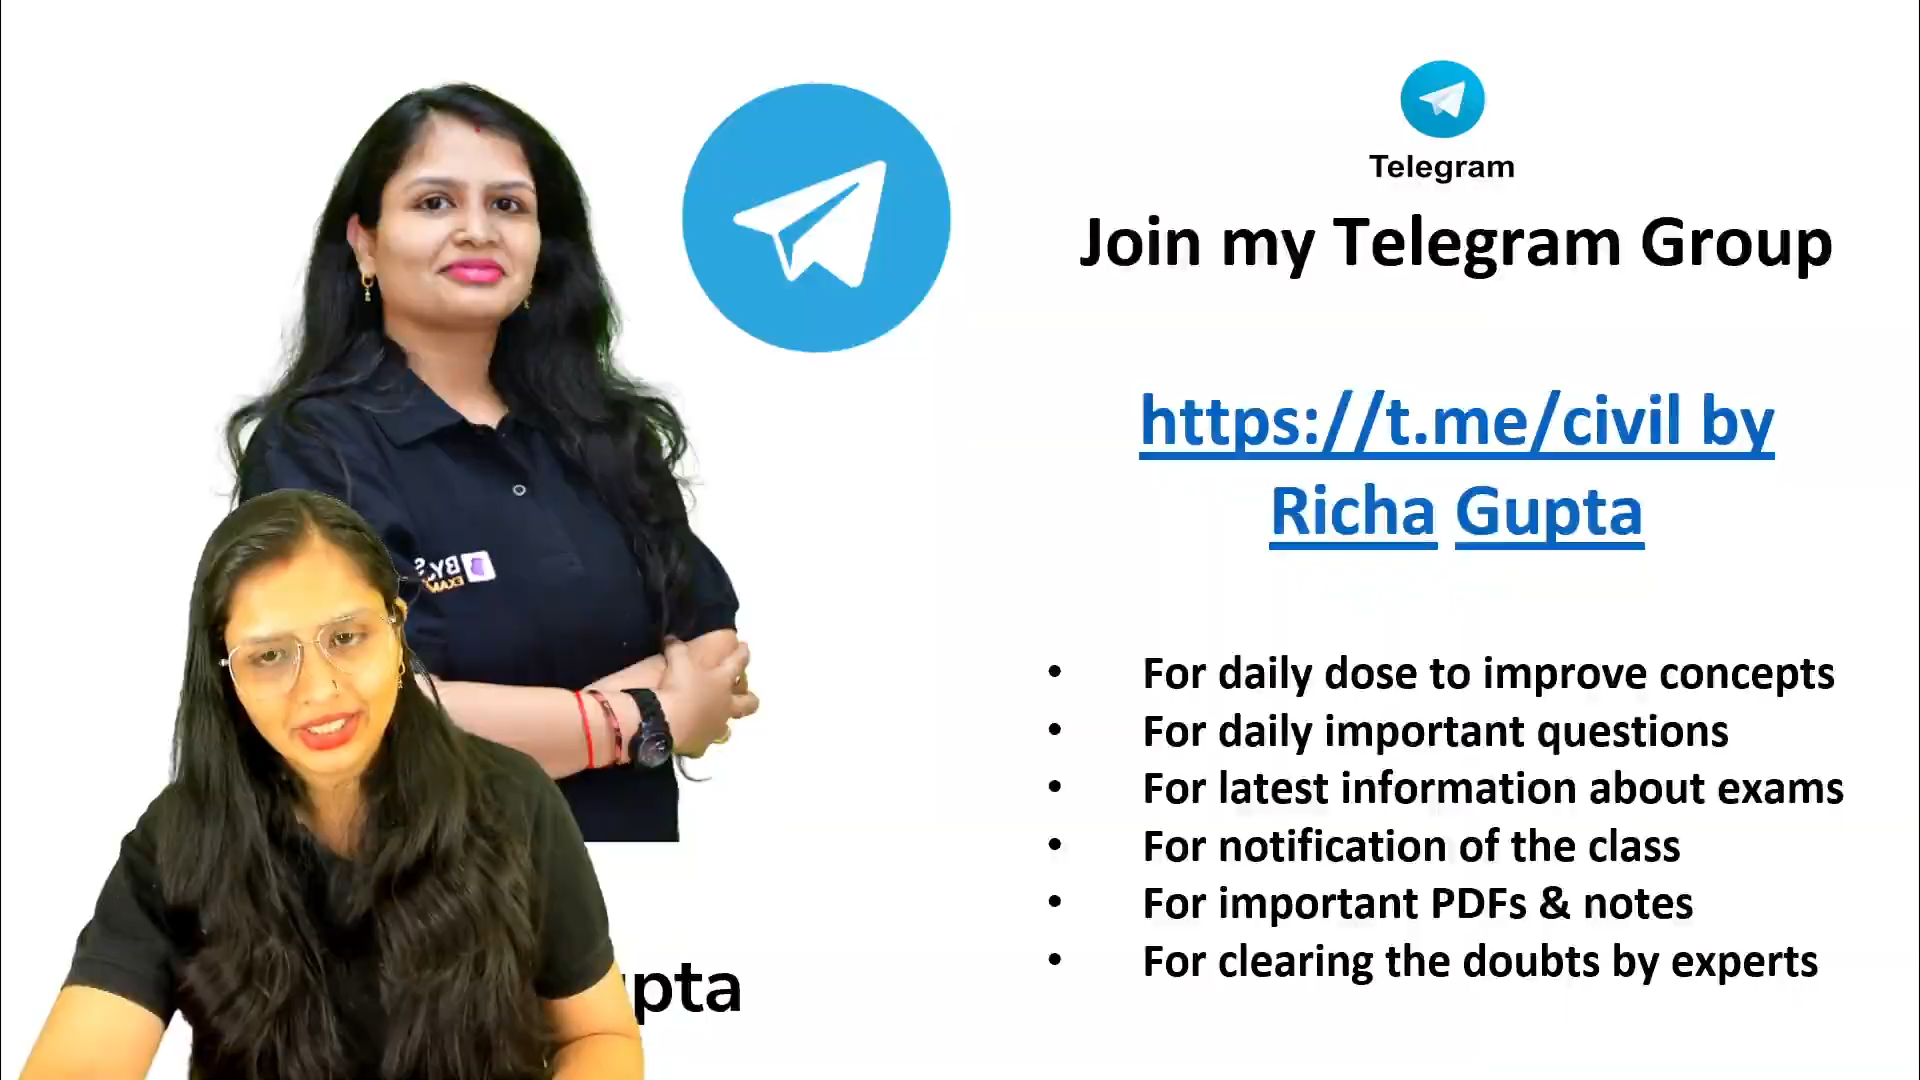 Telegram
Join my Telegram Group
https://t.me/civil by
Richa Gupta
• For daily dose to improve concepts
• For daily important questions
• For latest information about exams
• For notification of the class
• For important PDFs & notes
• For clearing the doubts by experts
pta